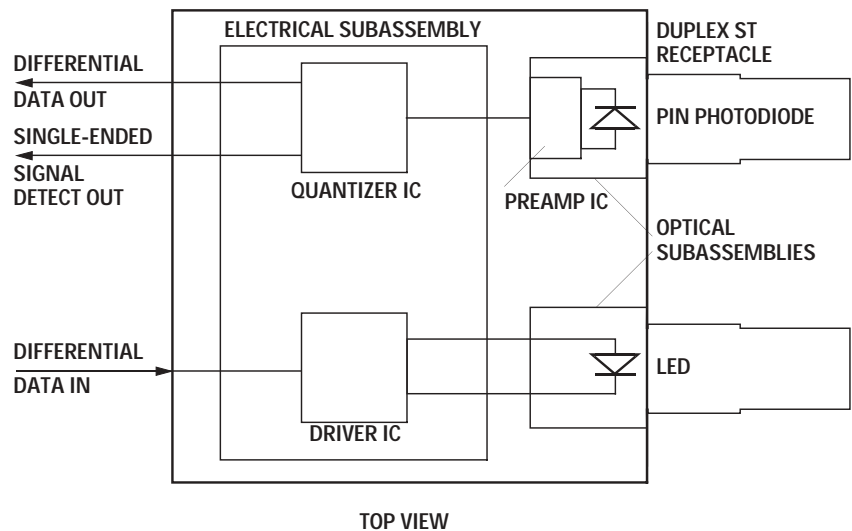 ELECTRICAL SUBASSEMBLY
DUPLEX ST
RECEPTACLE
DIFFERENTIAL
DATA OUT
PIN PHOTODIODE
SINGLE-ENDED
SIGNAL
DETECT OUT
QUANTIZER IC
PREAMP IC
OPTICAL
SUBASSEMBLIES
DIFFERENTIAL
DATA IN
LED
DRIVER IC
TOP VIEW